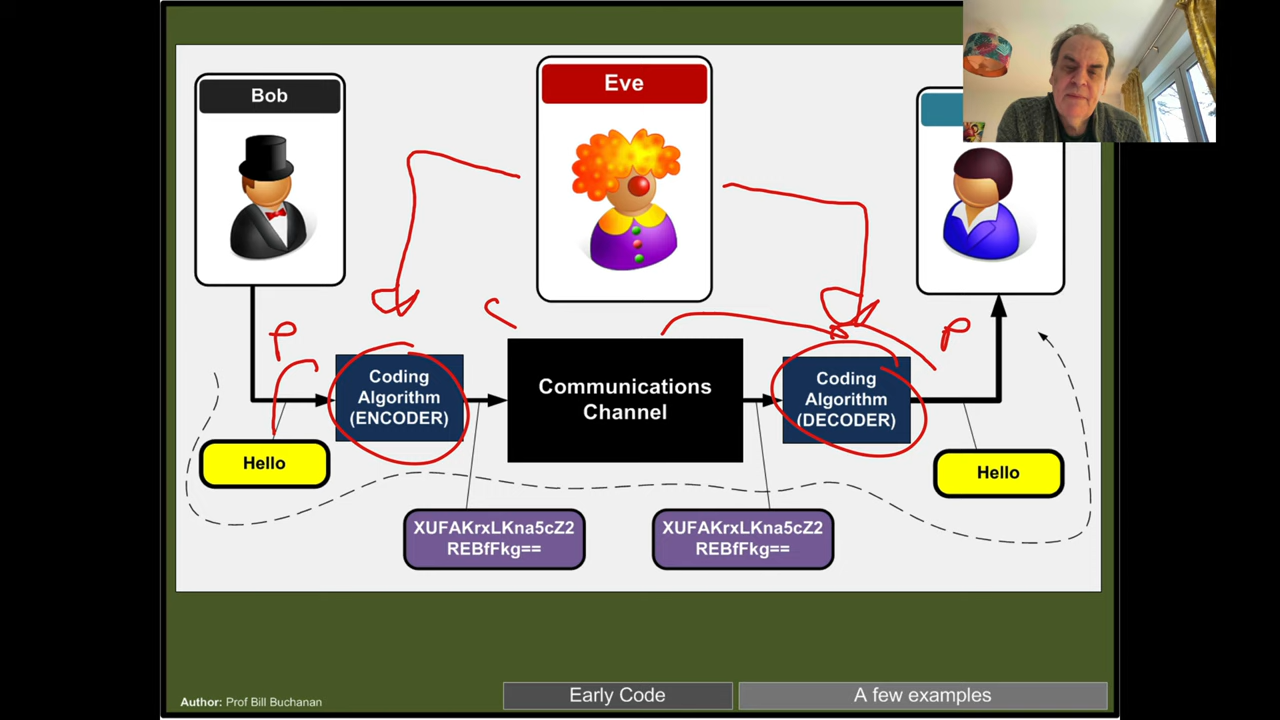 Bob
Eve
P
C
P
Coding
Algorithm
(ENCODER)
Communications
Channel
Coding
Algorithm
(DECODER)
Hello
Hello
XUFAKrxLKna5cZ2
REBfFkg==
XUFAKrxLKna5cZ2
REBfFkg==
Author: Prof Bill Buchanan
Early Code
A few examples